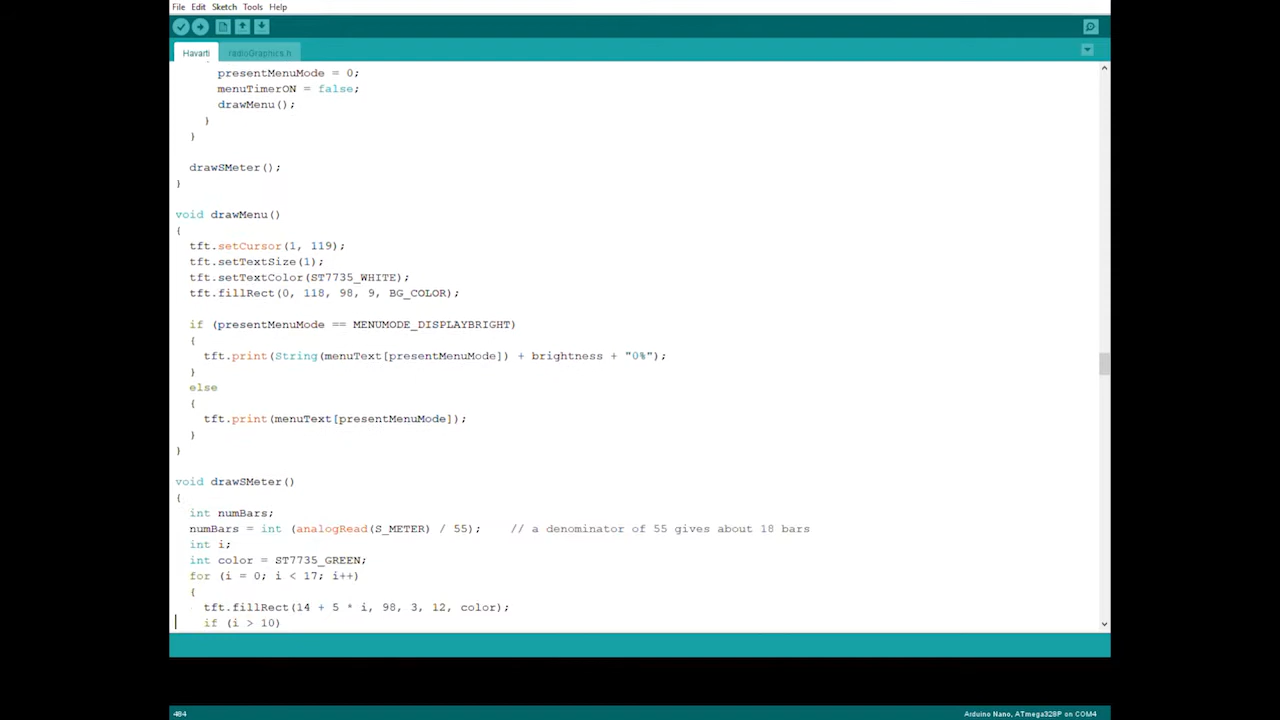 File Edit Sketch Tools Help
Havarti radioGraphics.h
presentMenuMode = 0;
menuTimerON = false;
drawMenu();
}
}
drawSMeter();
}
void drawMenu()
{
tft.setCursor(1, 119);
tft.setTextSize(1);
tft.setTextColor(ST7735_WHITE);
tft.fillRect(0, 118, 98, 9, BG_COLOR);
if (presentMenuMode == MENUMODE_DISPLAYBRIGHT)
{
tft.print(String(menuText[presentMenuMode]) + brightness + "0%");
}
else
{
tft.print(menuText[presentMenuMode]);
}
}
void drawSMeter()
{
int numBars;
numBars = int (analogRead(S_METER) / 55); // a denominator of 55 gives about 18 bars
int i;
int color = ST7735_GREEN;
for (i = 0; i < 17; i++)
{
tft.fillRect(14 + 5 * i, 98, 3, 12, color);
if (i > 10)
484 Arduino Nano, ATmega328P on COM4